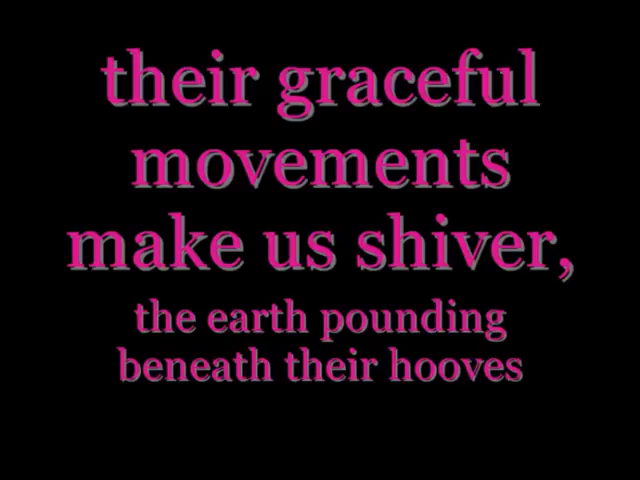 their graceful
movements
make us shiver,
the earth pounding
beneath their hooves